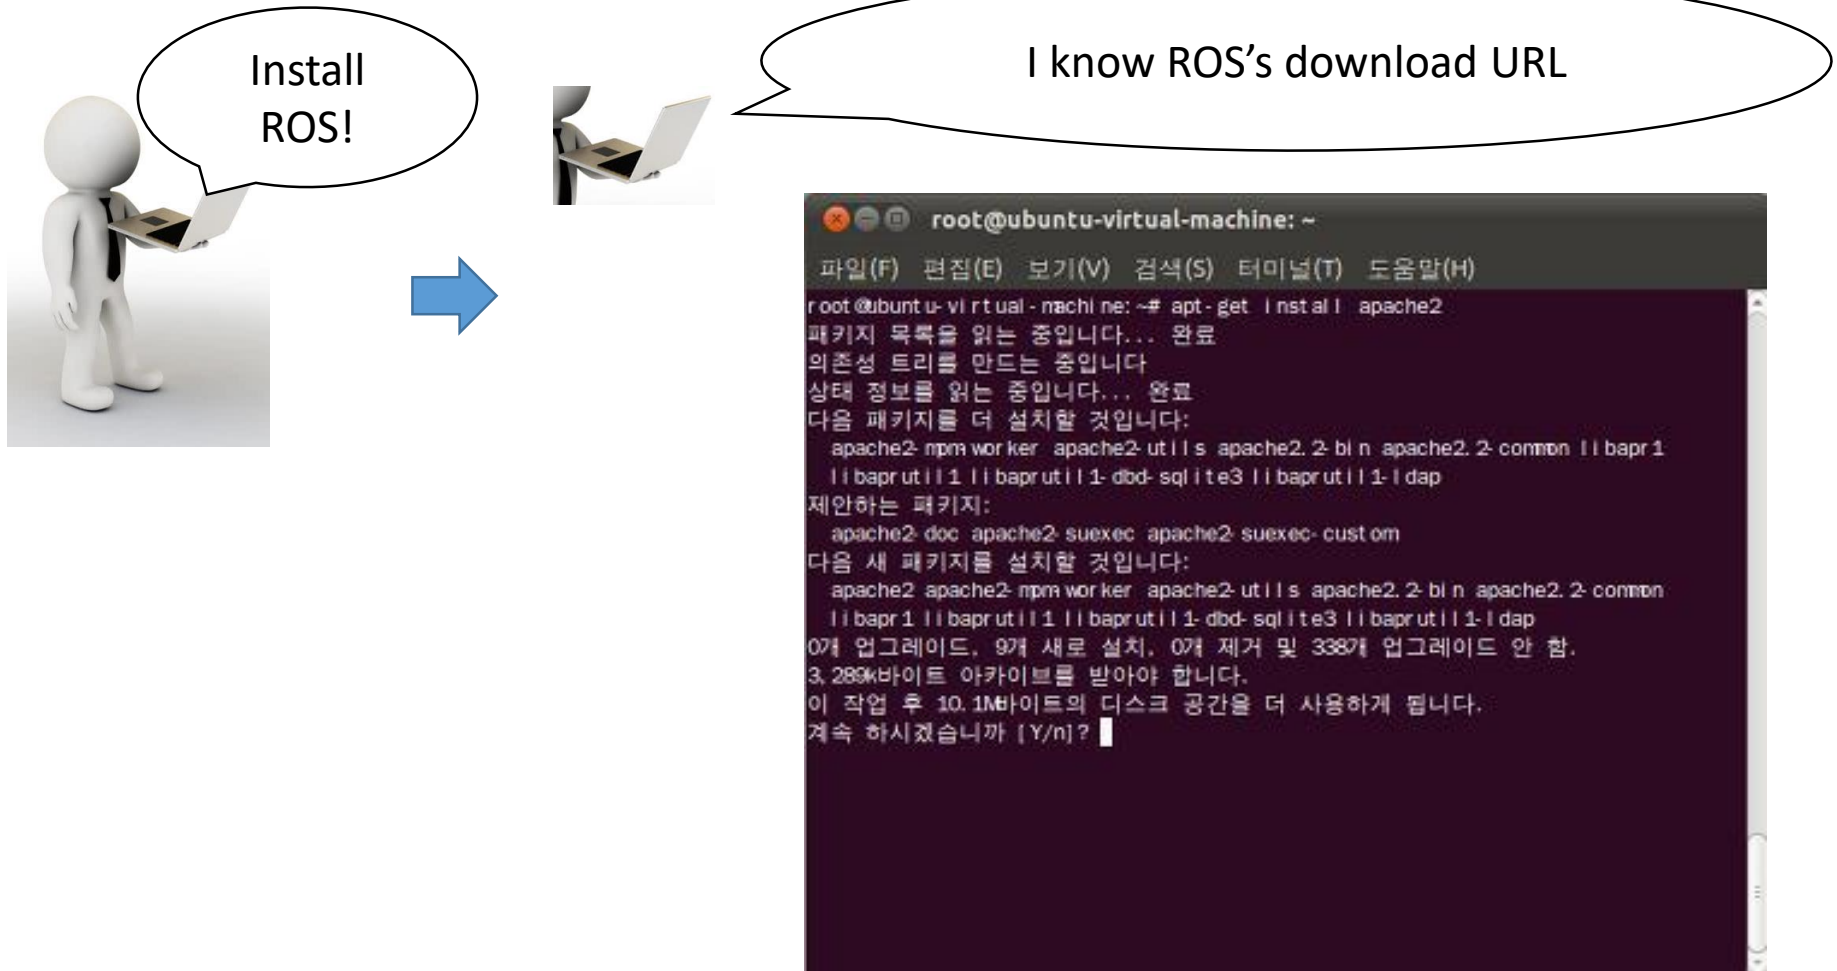 Install
ROS!
I know ROS's download URL
root@ubuntu-virtual-machine: ~
파일(F) 편집(E) 보기(V) 검색(S) 터미널(T) 도움말(H)
root@ubuntu-virtual-machine:~# apt-get install apache2
패키지 목록을 읽는 중입니다... 완료
의존성 트리를 만드는 중입니다
상태 정보를 읽는 중입니다... 완료
다음 패키지를 더 설치할 것입니다:
apache2-mpm-worker apache2-utils apache2.2-bin apache2.2-common libapr1
libaprutil1 libaprutil1-dbd-sqlite3 libaprutil1-ldap
제안하는 패키지:
apache2-doc apache2-suexec apache2-suexec-custom
다음 새 패키지를 설치할 것입니다:
apache2 apache2-mpm-worker apache2-utils apache2.2-bin apache2.2-common
libapr1 libaprutil1 libaprutil1-dbd-sqlite3 libaprutil1-ldap
0개 업그레이드, 9개 새로 설치, 0개 제거 및 338개 업그레이드 안 함.
3,289k바이트 아카이브를 받아야 합니다.
이 작업 후 10.1M바이트의 디스크 공간을 더 사용하게 됩니다.
계속 하시겠습니까 [Y/n]?